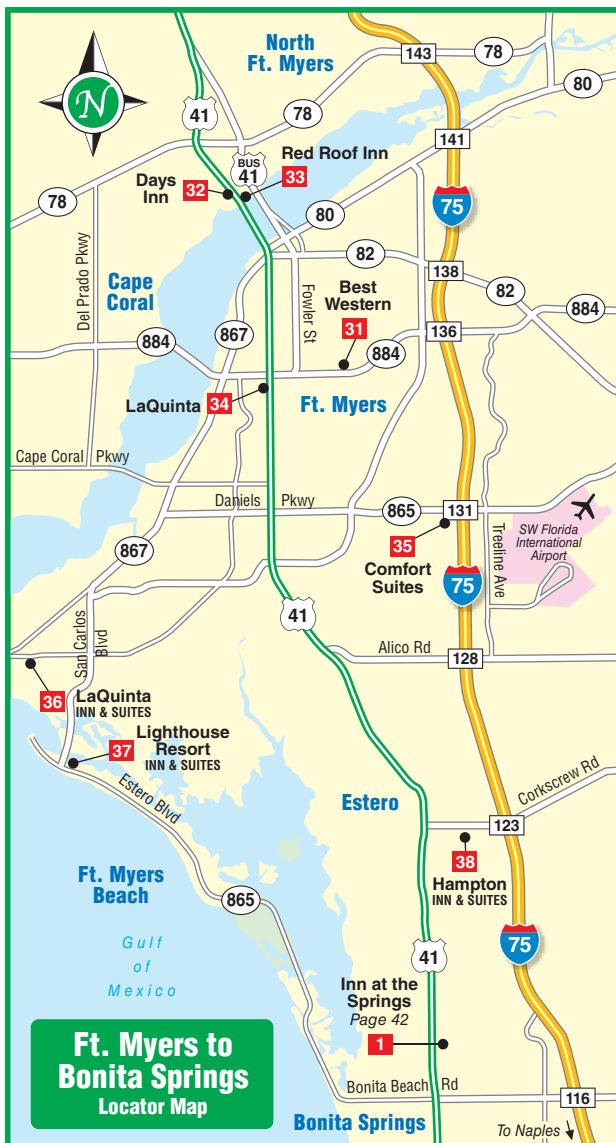 North
Ft. Myers
143
78
80
N
41
78
141
BUS
41
Red Roof Inn
33
Days
Inn
32
75
78
80
Del Prado Pkwy
82
138
Cape
Coral
Best
Western
31
82
Fowler St
884
867
136
884
884
LaQuinta
34
Ft. Myers
Cape Coral Pkwy
Daniels Pkwy
865
131
35
Comfort
Suites
SW Florida
International
Airport
Treeline Ave
867
75
41
San Carlos
Blvd
Alico Rd
128
36
LaQuinta
INN & SUITES
Lighthouse
Resort
INN & SUITES
37
Estero Blvd
Corkscrew Rd
Estero
123
38
Hampton
INN & SUITES
Ft. Myers
Beach
865
Gulf
of
Mexico
41
75
Inn at the
Springs
Page 42
1
Ft. Myers to
Bonita Springs
Locator Map
Bonita Beach Rd
116
Bonita Springs
To Naples